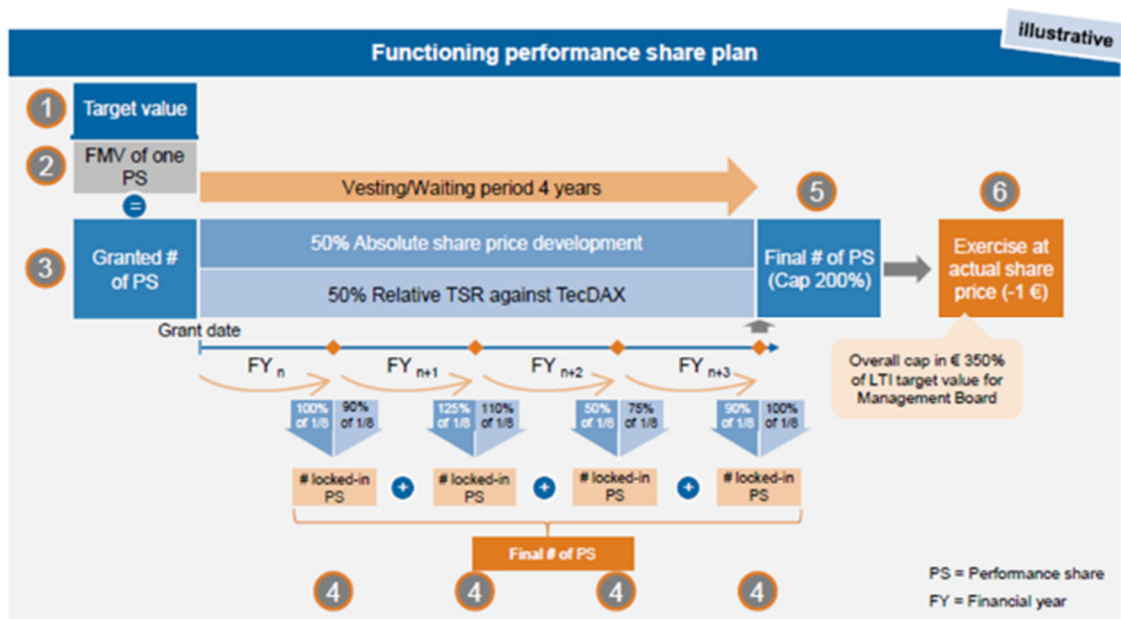 illustrative
Functioning performance share plan
1
Target value
2
FMV of one
PS
=
Vesting/Waiting period 4 years
3
Granted #
of PS
50% Absolute share price development
50% Relative TSR against TecDAX
5
Final # of PS
(Cap 200%)
6
Exercise at
actual share
price (-1 €)
Grant date
FY n
FY n+1
FY n+2
FY n+3
Overall cap in € 350%
of LTI target value for
Management Board
100%
of 1/8
90%
of 1/8
125%
of 1/8
110%
of 1/8
50%
of 1/8
75%
of 1/8
90%
of 1/8
100%
of 1/8
# locked-in
PS
+
# locked-in
PS
+
# locked-in
PS
+
# locked-in
PS
Final # of PS
4
4
4
4
PS = Performance share
FY = Financial year